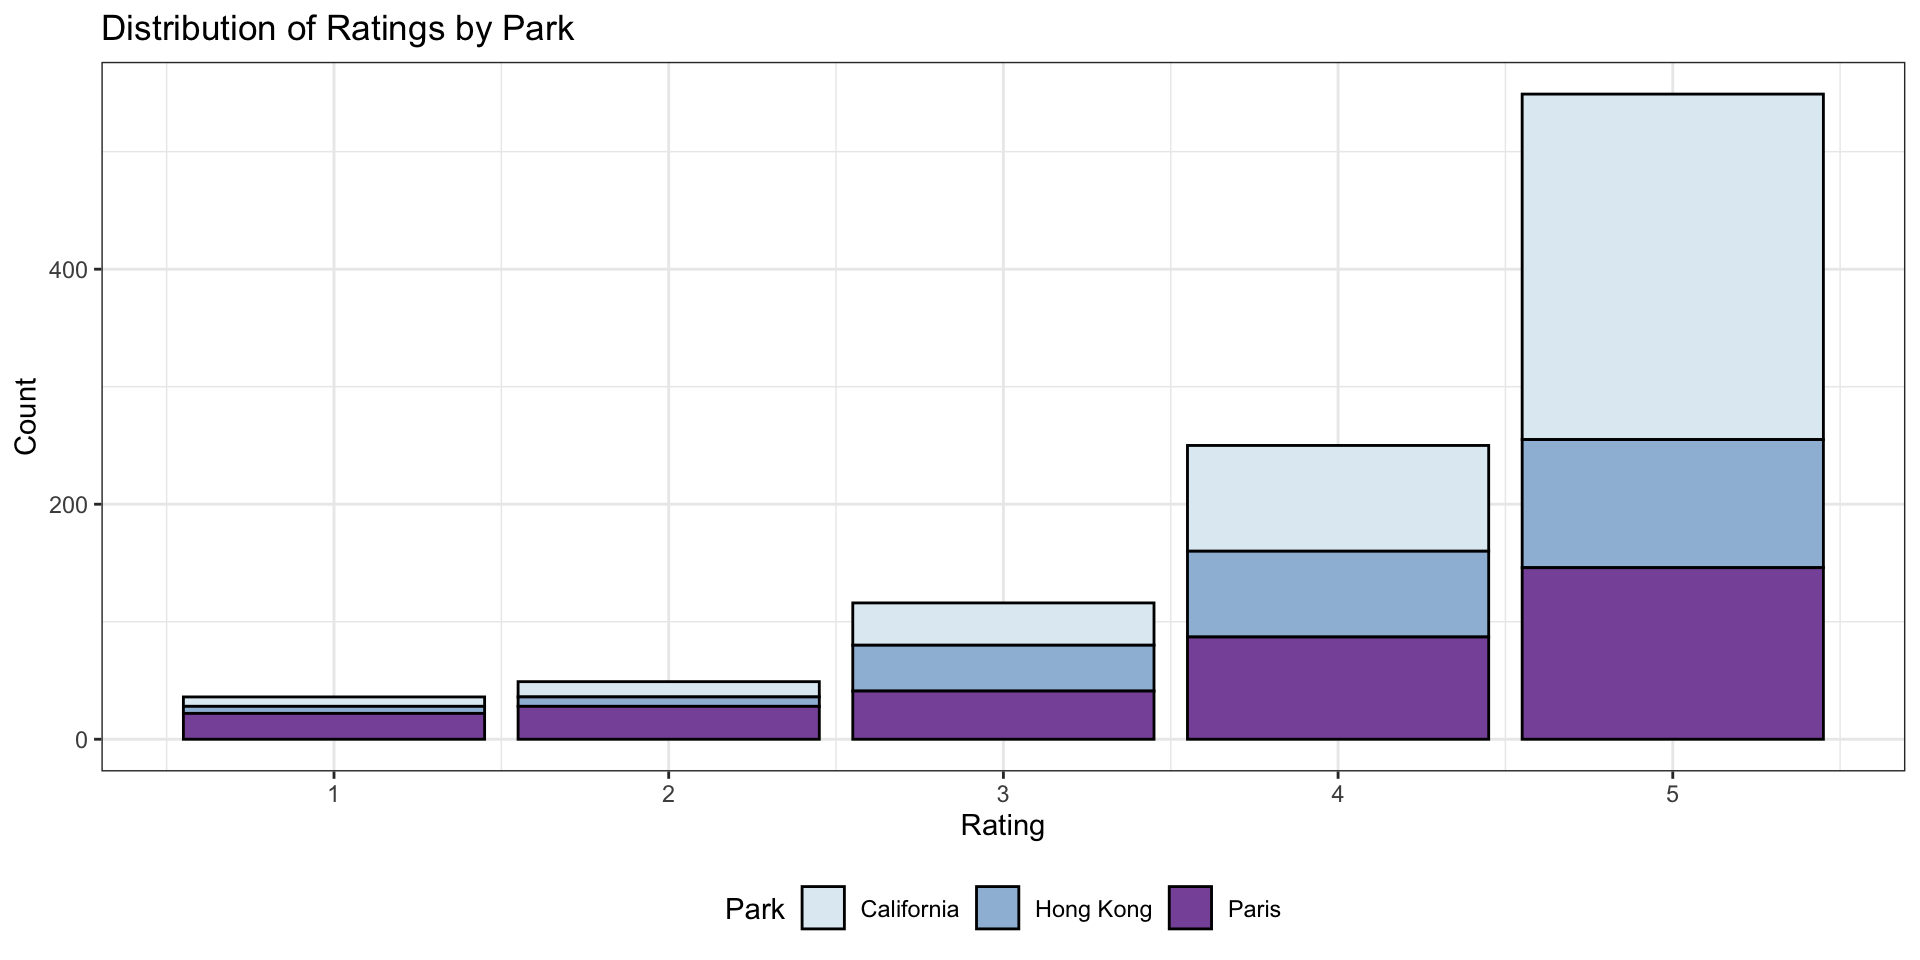 Distribution of Ratings by Park
Count
400
200
0
1 2 3 4 5
Rating
Park California Hong Kong Paris